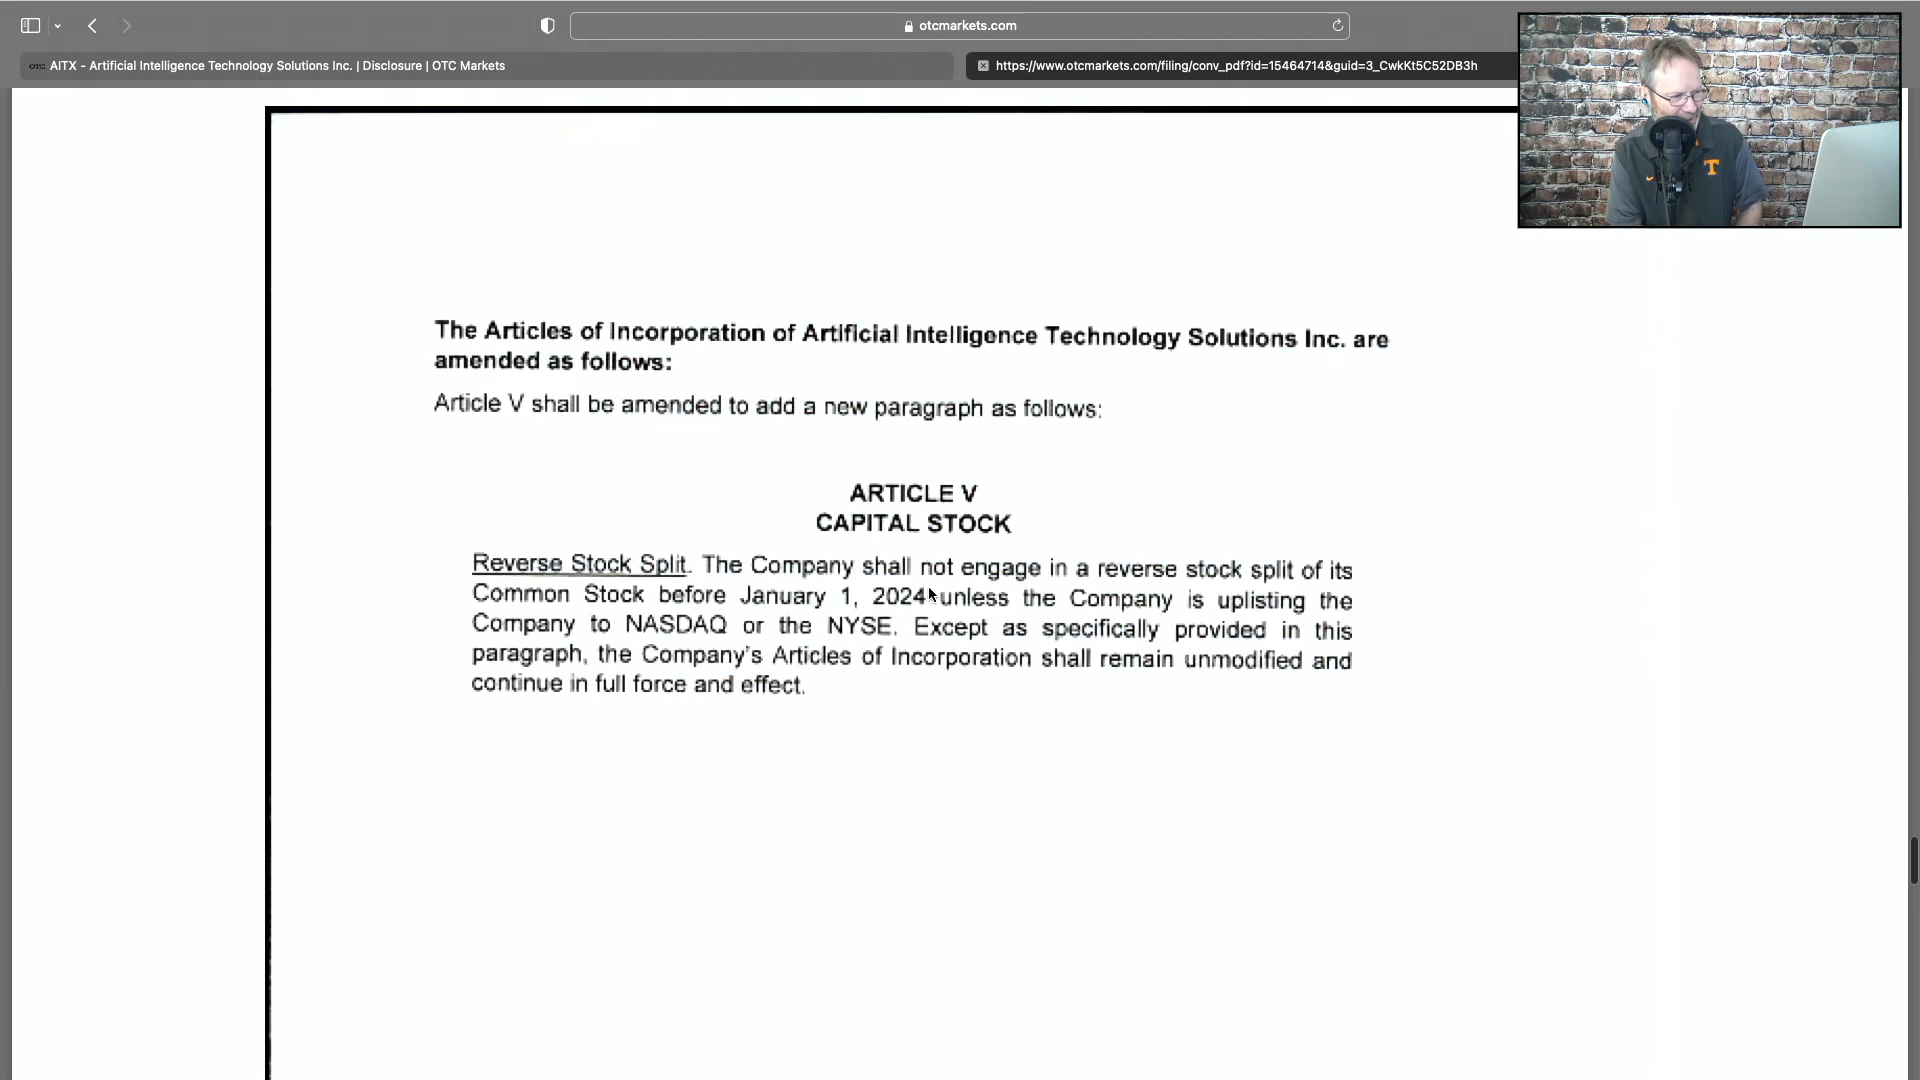 otcmarkets.com
AITX - Artificial Intelligence Technology Solutions Inc. | Disclosure | OTC Markets
https://www.otcmarkets.com/filing/conv_pdf?id=15464714&guid=3_CwkKt5C52DB3h
T
The Articles of Incorporation of Artificial Intelligence Technology Solutions Inc. are
amended as follows:
Article V shall be amended to add a new paragraph as follows:
ARTICLE V
CAPITAL STOCK
Reverse Stock Split. The Company shall not engage in a reverse stock split of its
Common Stock before January 1, 2024 unless the Company is uplisting the
Company to NASDAQ or the NYSE. Except as specifically provided in this
paragraph, the Company's Articles of Incorporation shall remain unmodified and
continue in full force and effect.